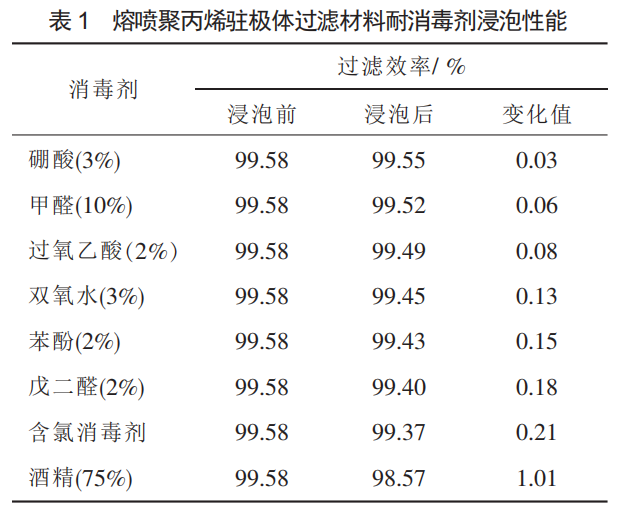 表 1 熔喷聚丙烯驻极体过滤材料耐消毒剂浸泡性能
消毒剂 过滤效率/ %
浸泡前 浸泡后 变化值
硼酸(3%) 99.58 99.55 0.03
甲醛(10%) 99.58 99.52 0.06
过氧乙酸(2%) 99.58 99.49 0.08
双氧水(3%) 99.58 99.45 0.13
苯酚(2%) 99.58 99.43 0.15
戊二醛(2%) 99.58 99.40 0.18
含氯消毒剂 99.58 99.37 0.21
酒精(75%) 99.58 98.57 1.01